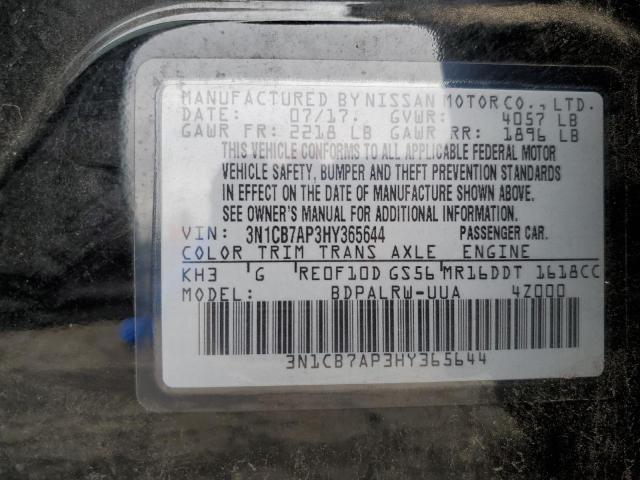 MANUFACTURED BY NISSAN MOTOR CO., LTD.
DATE: 07/17. GVWR: 4057 LB
GAWR FR: 2218 LB GAWR RR: 1896 LB
THIS VEHICLE CONFORMS TO ALL APPLICABLE FEDERAL MOTOR
VEHICLE SAFETY, BUMPER AND THEFT PREVENTION STANDARDS
IN EFFECT ON THE DATE OF MANUFACTURE SHOWN ABOVE.
SEE OWNER'S MANUAL FOR ADDITIONAL INFORMATION.
VIN: 3N1CB7AP3HY365644 PASSENGER CAR.
COLOR TRIM TRANS AXLE ENGINE
KH3 G RE0F10D GS56 MR16DDT 1618CC
MODEL: BDPALRW-UUA 4Z000
3N1CB7AP3HY365644